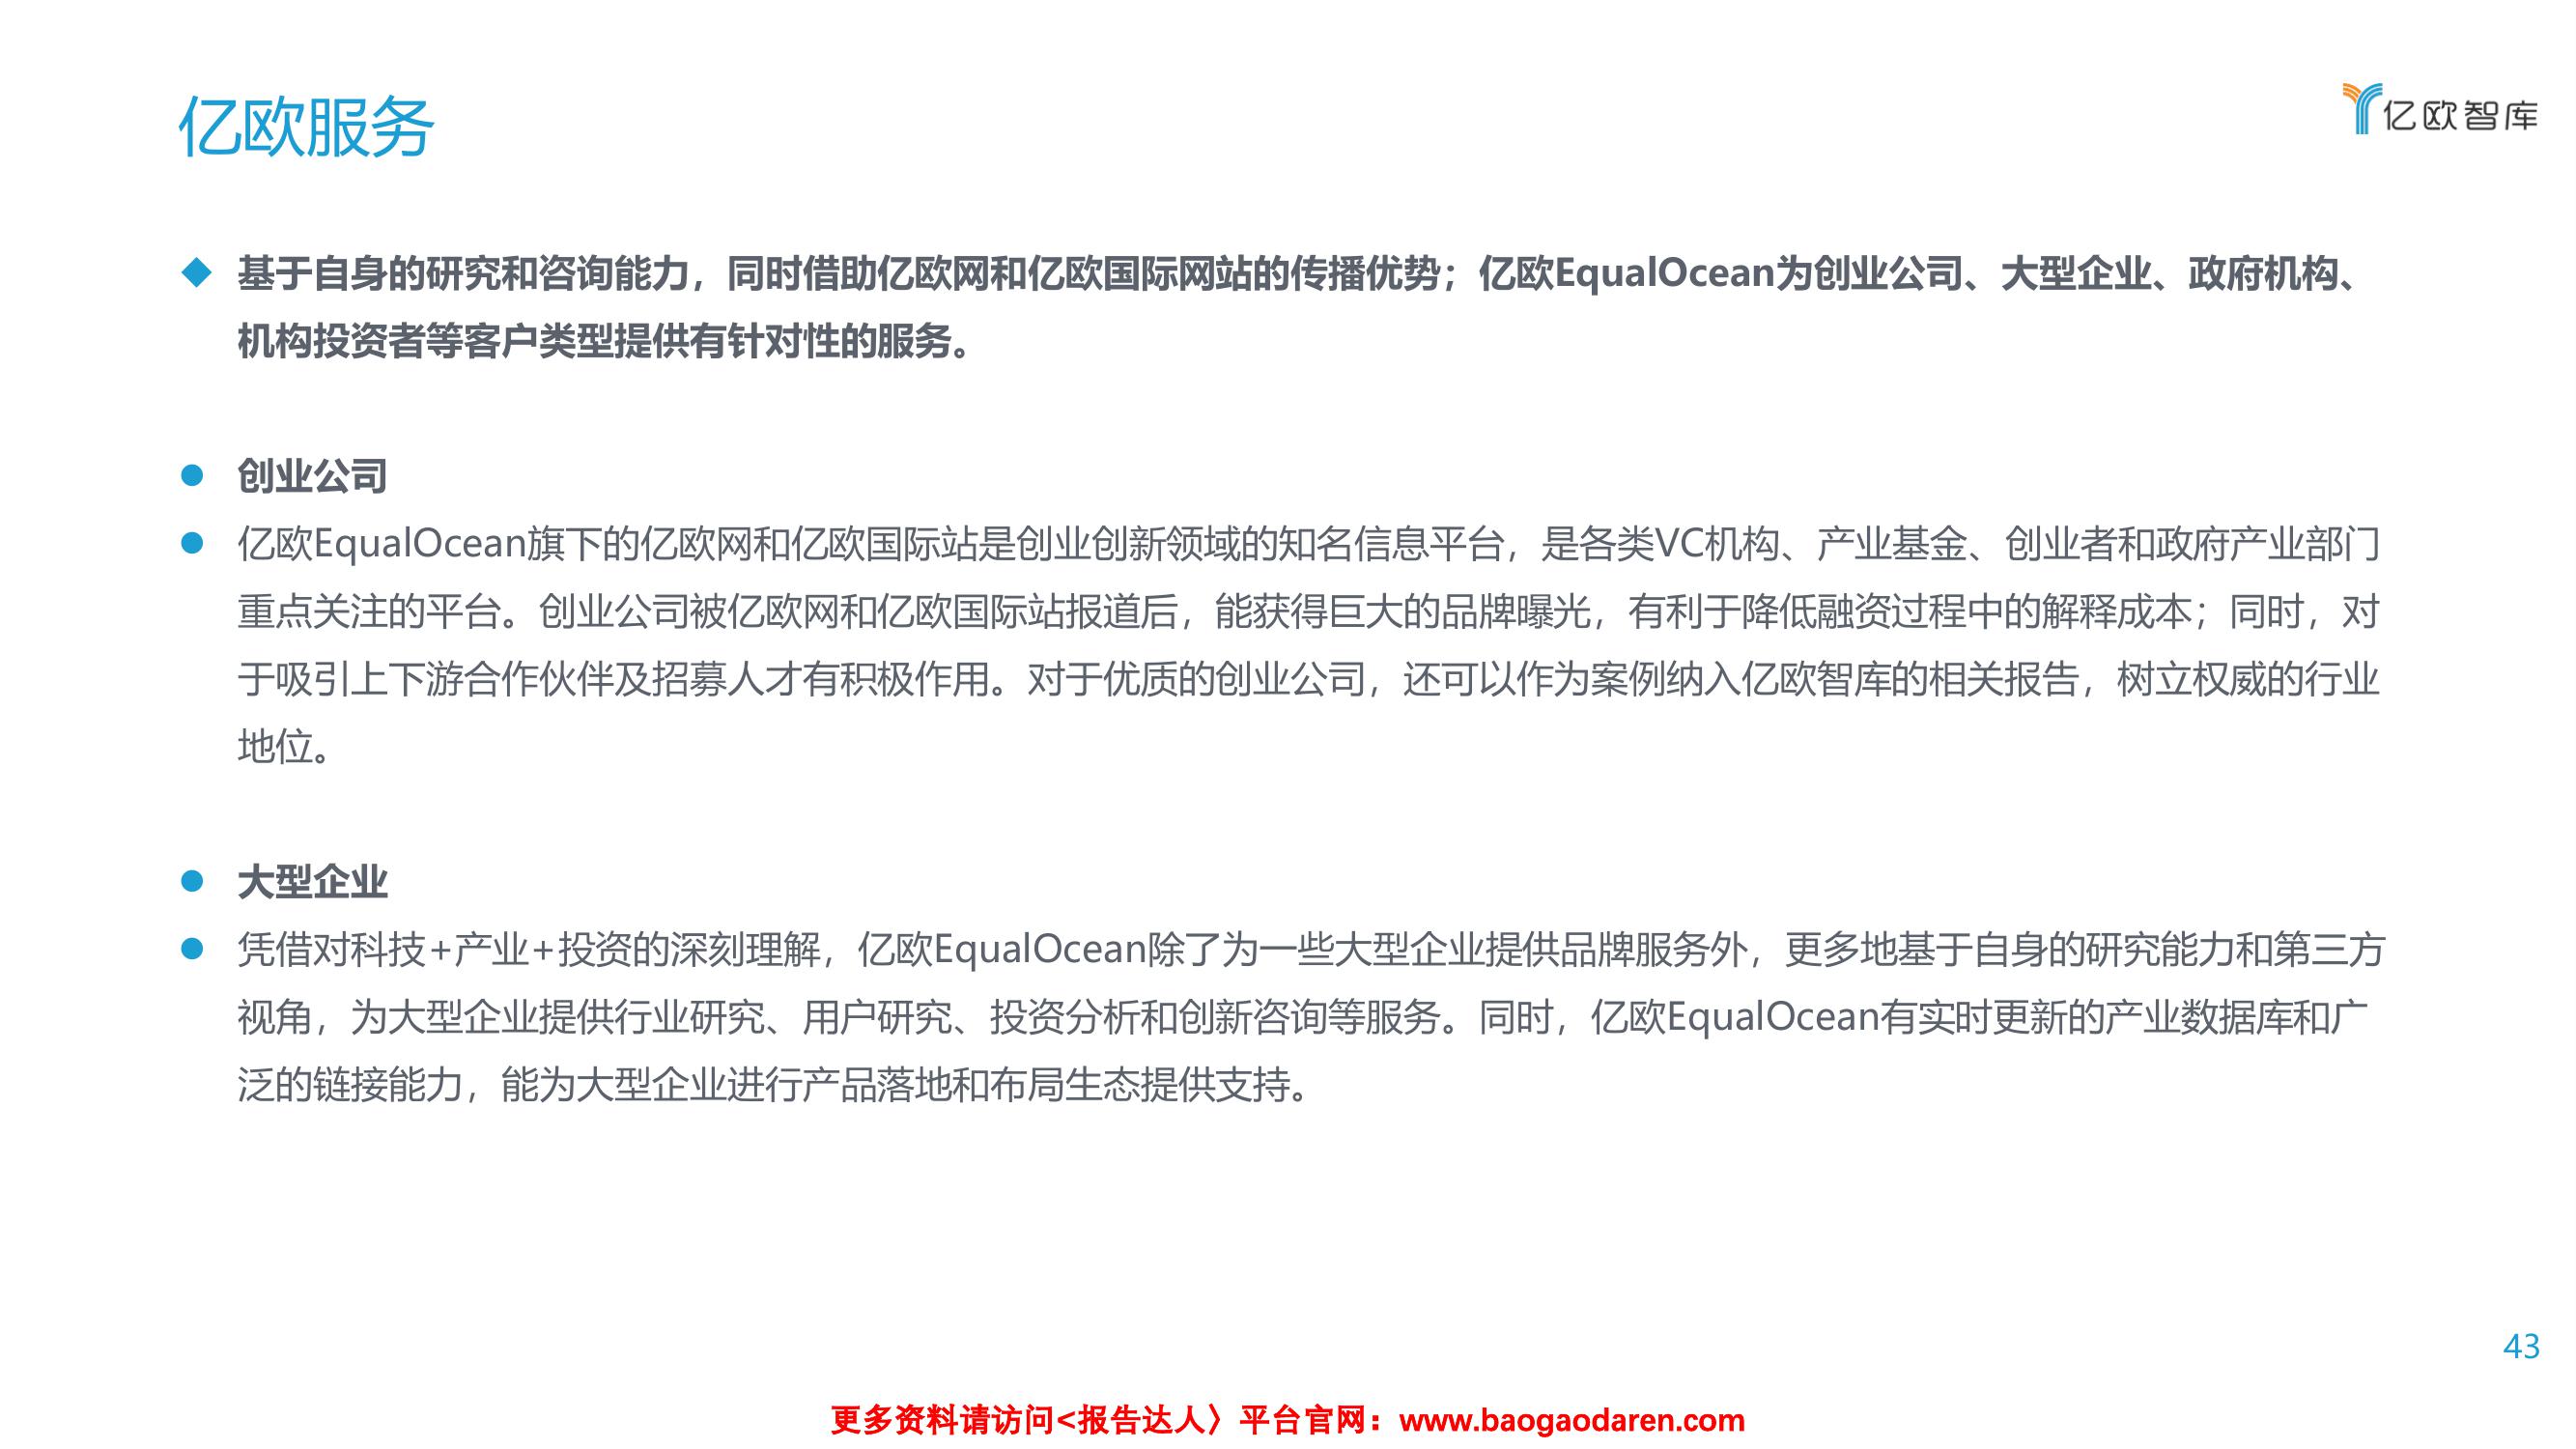 亿欧服务
亿欧智库
基于自身的研究和咨询能力，同时借助亿欧网和亿欧国际网站的传播优势；亿欧EqualOcean为创业公司、大型企业、政府机构、
机构投资者等客户类型提供有针对性的服务。
创业公司
亿欧EqualOcean旗下的亿欧网和亿欧国际站是创业创新领域的知名信息平台，是各类VC机构、产业基金、创业者和政府产业部门
重点关注的平台。创业公司被亿欧网和亿欧国际站报道后，能获得巨大的品牌曝光，有利于降低融资过程中的解释成本；同时，对
于吸引上下游合作伙伴及招募人才有积极作用。对于优质的创业公司，还可以作为案例纳入亿欧智库的相关报告，树立权威的行业
地位。
大型企业
凭借对科技+产业+投资的深刻理解，亿欧EqualOcean除了为一些大型企业提供品牌服务外，更多地基于自身的研究能力和第三方
视角，为大型企业提供行业研究、用户研究、投资分析和创新咨询等服务。同时，亿欧EqualOcean有实时更新的产业数据库和广
泛的链接能力，能为大型企业进行产品落地和布局生态提供支持。
43
更多资料请访问<报告达人〉平台官网：www.baogaodaren.com